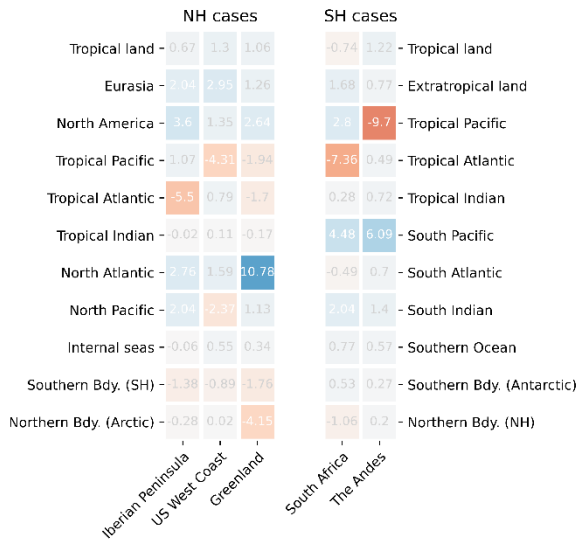 NH cases SH cases
Tropical land 0.67 1.3 1.06 -0.74 1.22 Tropical land
Eurasia 2.04 2.95 1.26 1.68 0.77 Extratropical land
North America 3.6 1.35 2.64 2.8 -9.7 Tropical Pacific
Tropical Pacific 1.07 -4.31 -1.94 -7.36 0.49 Tropical Atlantic
Tropical Atlantic -5.5 0.79 -1.7 0.28 0.72 Tropical Indian
Tropical Indian -0.02 0.11 -0.17 4.48 6.09 South Pacific
North Atlantic 2.76 1.59 10.78 -0.49 0.7 South Atlantic
North Pacific 2.04 -2.37 1.13 2.04 1.4 South Indian
Internal seas -0.06 0.55 0.34 0.77 0.57 Southern Ocean
Southern Bdy. (SH) -1.38 -0.89 -1.76 0.53 0.27 Southern Bdy. (Antarctic)
Northern Bdy. (Arctic) -0.28 0.02 -4.15 -1.06 0.2 Northern Bdy. (NH)
Iberian Peninsula
US West Coast
Greenland
South Africa
The Andes